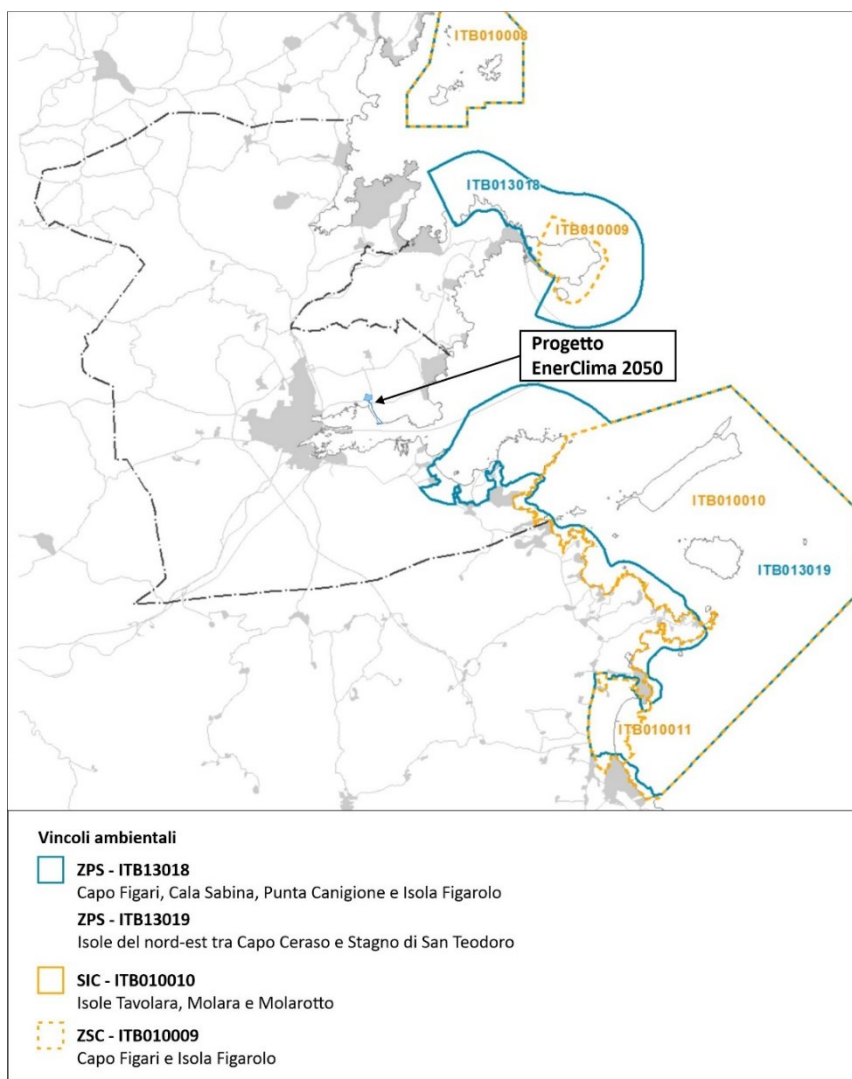 ITB010008
ITB013018
ITB010009
Progetto
EnerClima 2050
ITB010010
ITB013019
ITB010011
Vincoli ambientali
ZPS - ITB13018
Capo Figari, Cala Sabina, Punta Canigione e Isola Figarolo
ZPS - ITB13019
Isole del nord-est tra Capo Ceraso e Stagno di San Teodoro
SIC - ITB010010
Isole Tavolara, Molara e Molarotto
ZSC - ITB010009
Capo Figari e Isola Figarolo